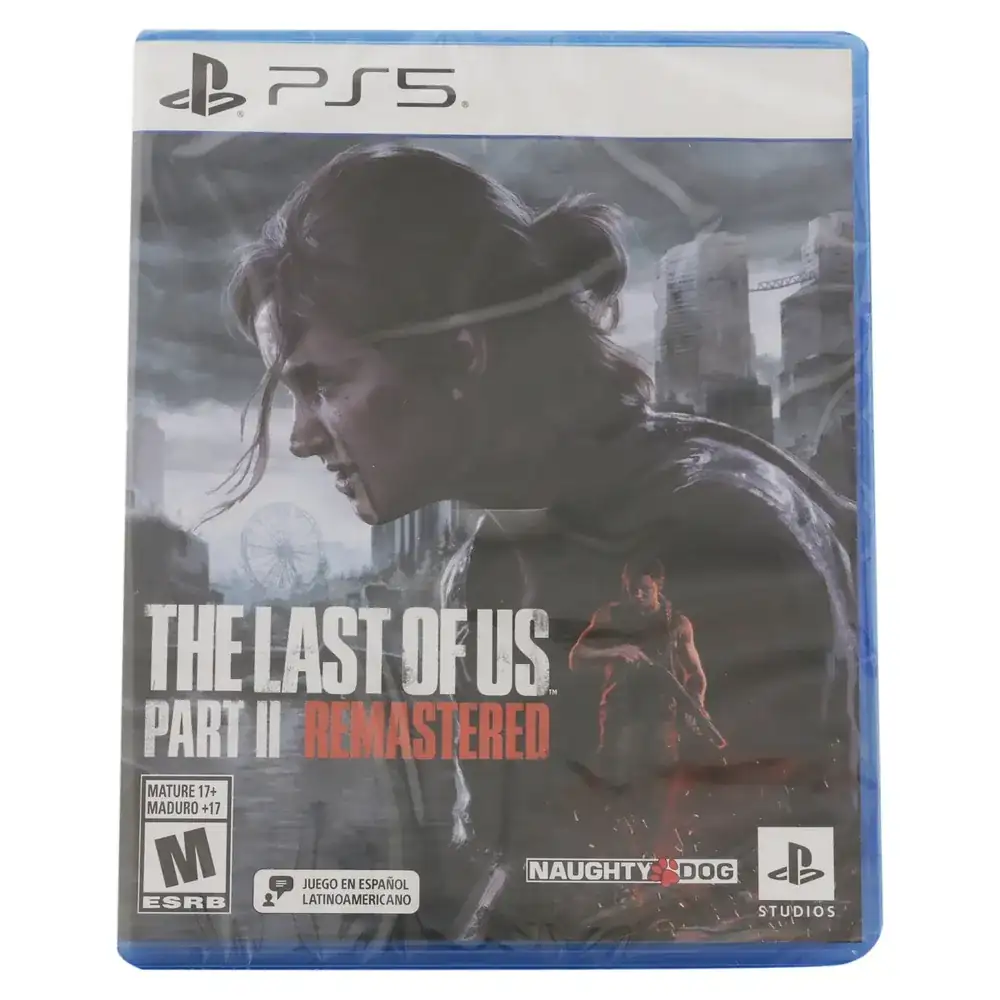 PS5
THE LAST OF US™
PART II REMASTERED
MATURE 17+
MADURO +17
M
ESRB
JUEGO EN ESPAÑOL
LATINOAMERICANO
NAUGHTY DOG
STUDIOS